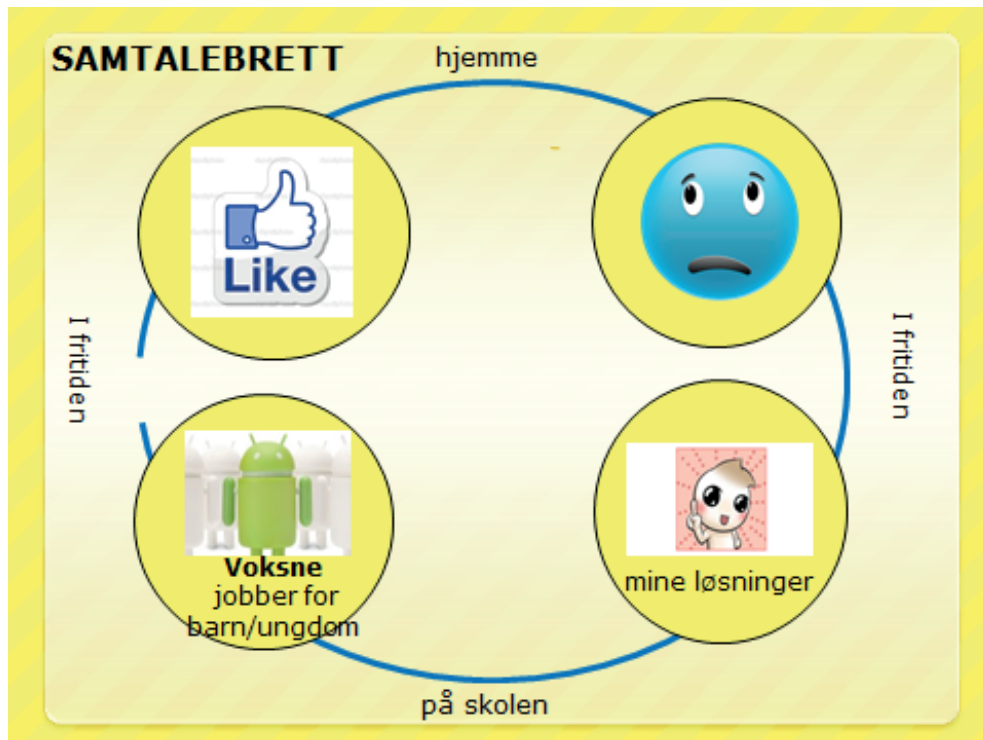 SAMTALEBRETT
hjemme
Like
I fritiden
I fritiden
Voksne
jobber for
barn/ungdom
mine løsninger
på skolen